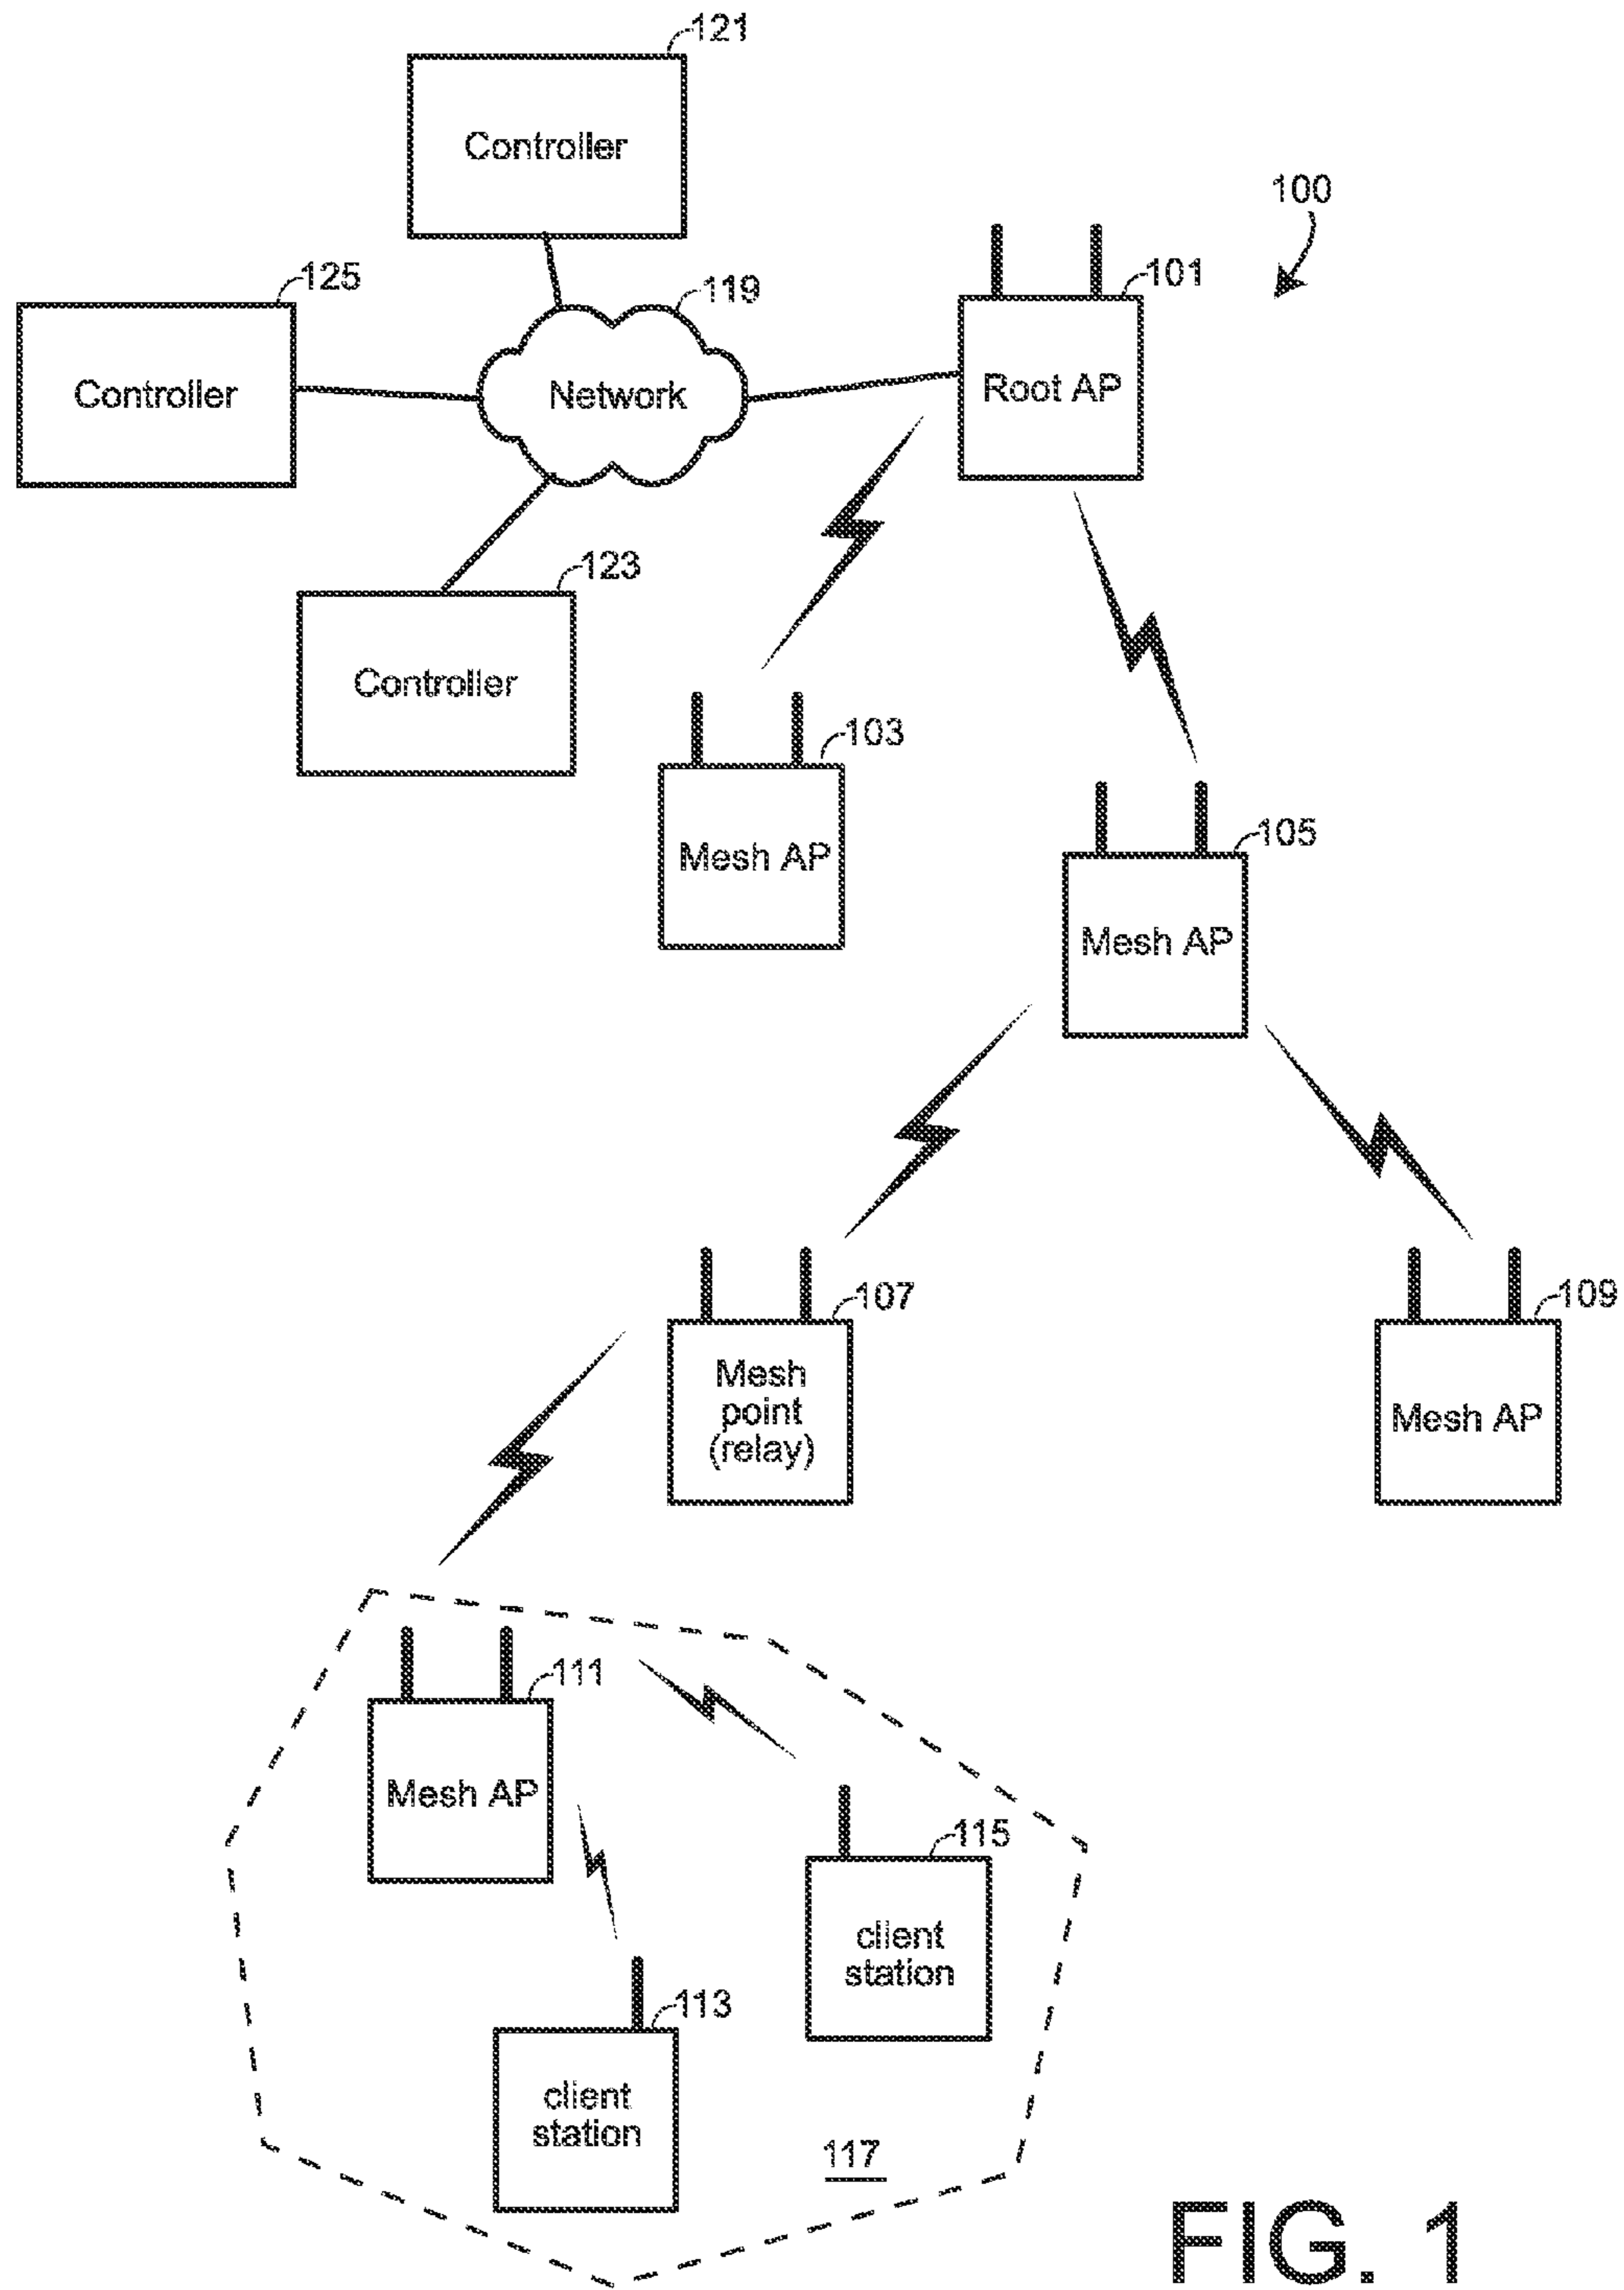 121
Controller
100
125
119
101
Controller
Network
Root AP
123
Controller
103
Mesh AP
105
Mesh AP
107
109
Mesh
point
(relay)
Mesh AP
111
Mesh AP
115
client
station
113
client
station
117
FIG. 1